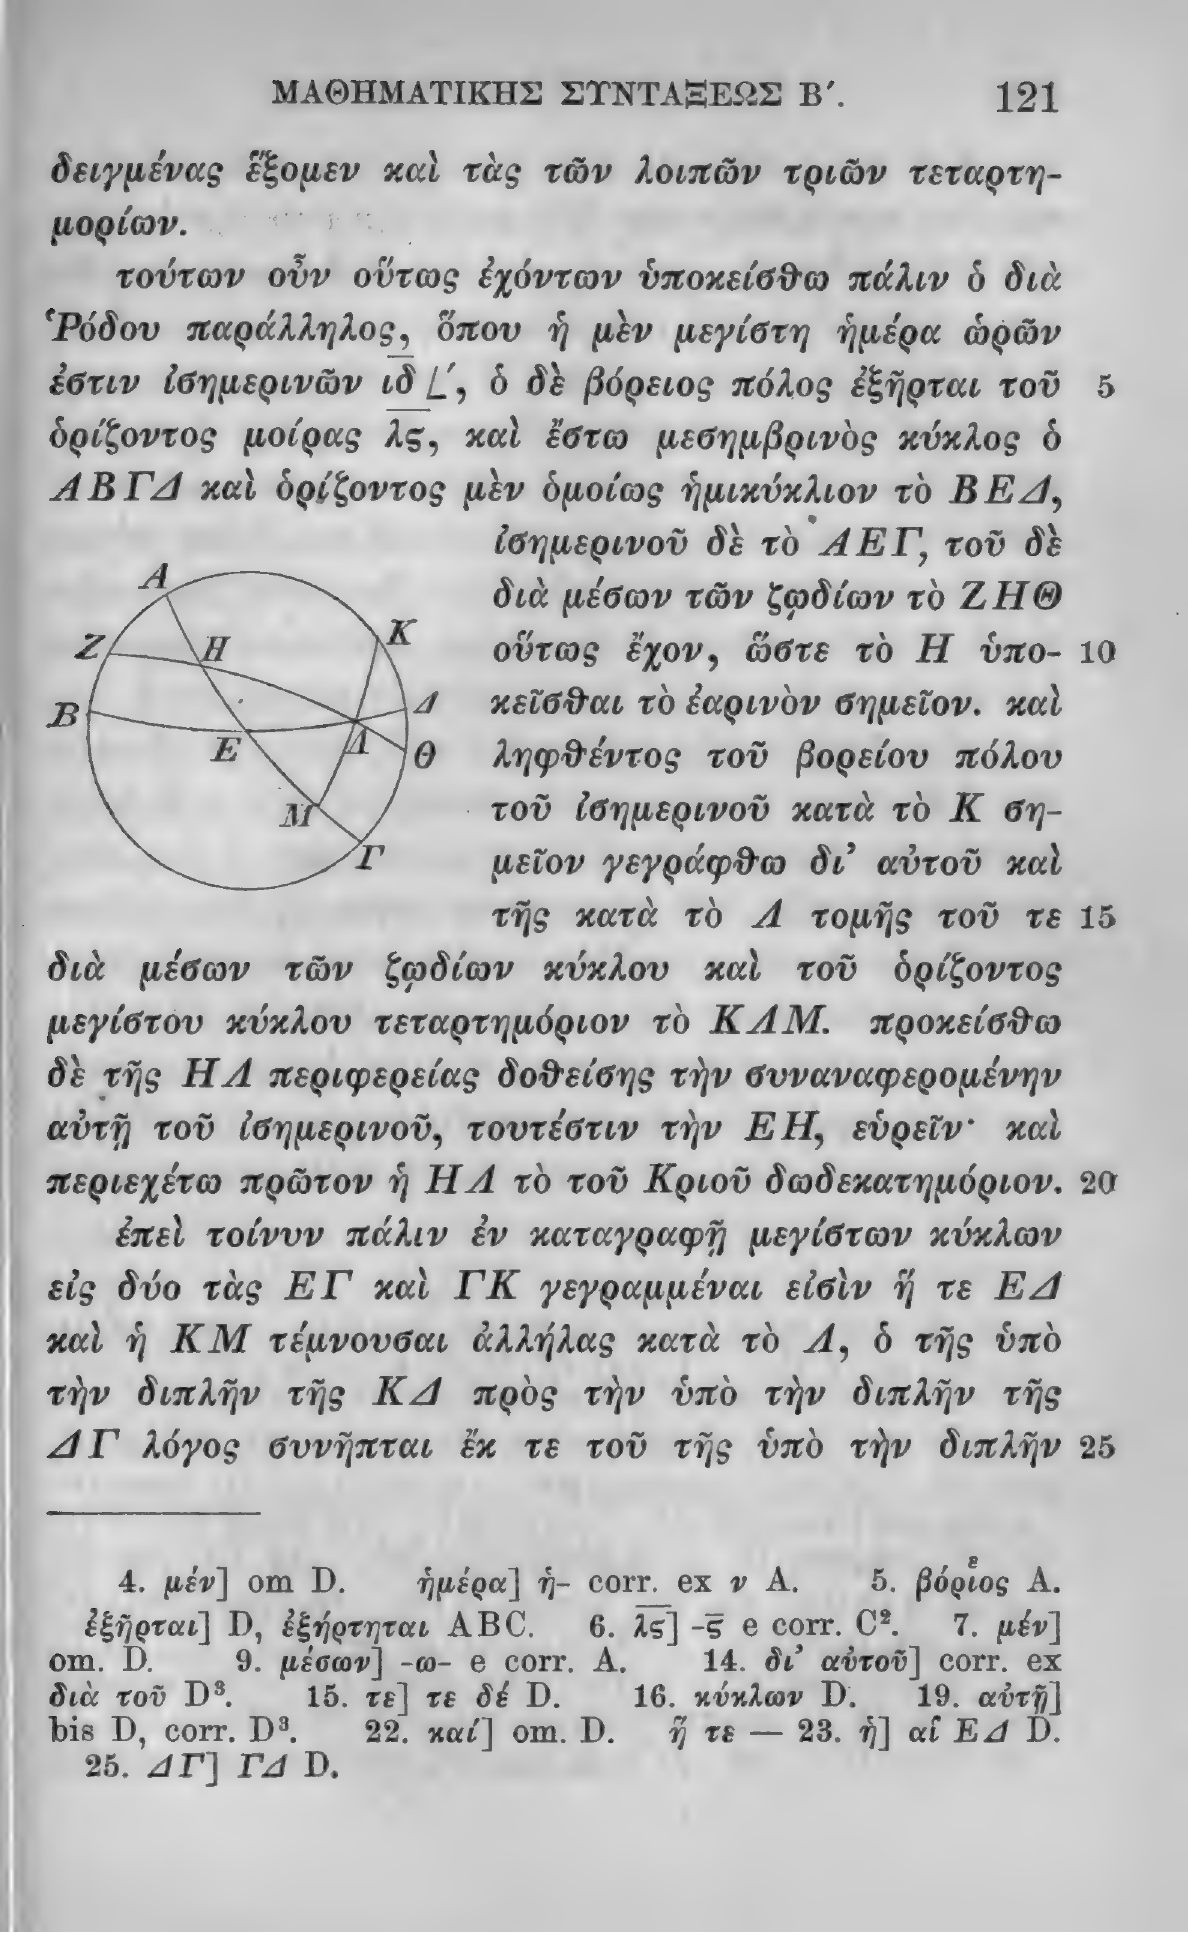 ΜΑΘΗΜΑΤΙΚΗΣ ΣΥΝΤΑΞΕΩΣ Β΄. 121
δειγμένας ἕξομεν καὶ τὰς τῶν λοιπῶν τριῶν τεταρτη-
μορίων.
τούτων οὖν οὕτως ἐχόντων ὑποκείσθω πάλιν ὁ διὰ
Ῥόδου παράλληλος, ὅπου ἡ μὲν μεγίστη ἡμέρα ὡρῶν
ἐστιν ἰσημερινῶν ιδ̅ ∠΄, ὁ δὲ βόρειος πόλος ἐξῆρται τοῦ 5
ὁρίζοντος μοίρας λ̅ς̅, καὶ ἔστω μεσημβρινὸς κύκλος ὁ
ΑΒΓΔ καὶ ὁρίζοντος μὲν ὁμοίως ἡμικύκλιον τὸ ΒΕΔ,
ἰσημερινοῦ δὲ τὸ ΑΕΓ, τοῦ δὲ
διὰ μέσων τῶν ζῳδίων τὸ ΖΗΘ
οὕτως ἔχον, ὥστε τὸ Η ὑπο- 10
κεῖσθαι τὸ ἐαρινὸν σημεῖον. καὶ
ληφθέντος τοῦ βορείου πόλου
τοῦ ἰσημερινοῦ κατὰ τὸ Κ ση-
μεῖον γεγράφθω δι’ αὐτοῦ καὶ
τῆς κατὰ τὸ Λ τομῆς τοῦ τε 15
Α
Ζ
Η
Κ
Β
Δ
Ε
Λ
Θ
Μ
Γ
διὰ μέσων τῶν ζῳδίων κύκλου καὶ τοῦ ὁρίζοντος
μεγίστου κύκλου τεταρτημόριον τὸ ΚΛΜ. προκείσθω
δὲ τῆς ΗΛ περιφερείας δοθείσης τὴν συναναφερομένην
αὐτῇ τοῦ ἰσημερινοῦ, τουτέστιν τὴν ΕΗ, εὑρεῖν· καὶ
περιεχέτω πρῶτον ἡ ΗΛ τὸ τοῦ Κριοῦ δωδεκατημόριον. 20
ἐπεὶ τοίνυν πάλιν ἐν καταγραφῇ μεγίστων κύκλων
εἰς δύο τὰς ΕΓ καὶ ΓΚ γεγραμμέναι εἰσὶν ἥ τε ΕΔ
καὶ ἡ ΚΜ τέμνουσαι ἀλλήλας κατὰ τὸ Λ, ὁ τῆς ὑπὸ
τὴν διπλῆν τῆς ΚΔ πρὸς τὴν ὑπὸ τὴν διπλῆν τῆς
ΔΓ λόγος συνῆπται ἔκ τε τοῦ τῆς ὑπὸ τὴν διπλῆν 25
4. μέν] om D. ἡμέρα] ἡ- corr. ex ν A. 5. βόριεος A.
ἐξῆρται] D, ἐξήρτηται ABC. 6. λ̅ς̅] -ς̅ e corr. C². 7. μέν]
om. D. 9. μέσων] -ω- e corr. A. 14. δι’ αὐτοῦ] corr. ex
διὰ τοῦ D³. 15. τε] τε δέ D. 16. κύκλων D. 19. αὐτῇ]
bis D, corr. D³. 22. καί] om. D. ἥ τε — 23. ἡ] αἱ ΕΔ D.
25. ΔΓ] ΓΔ D.